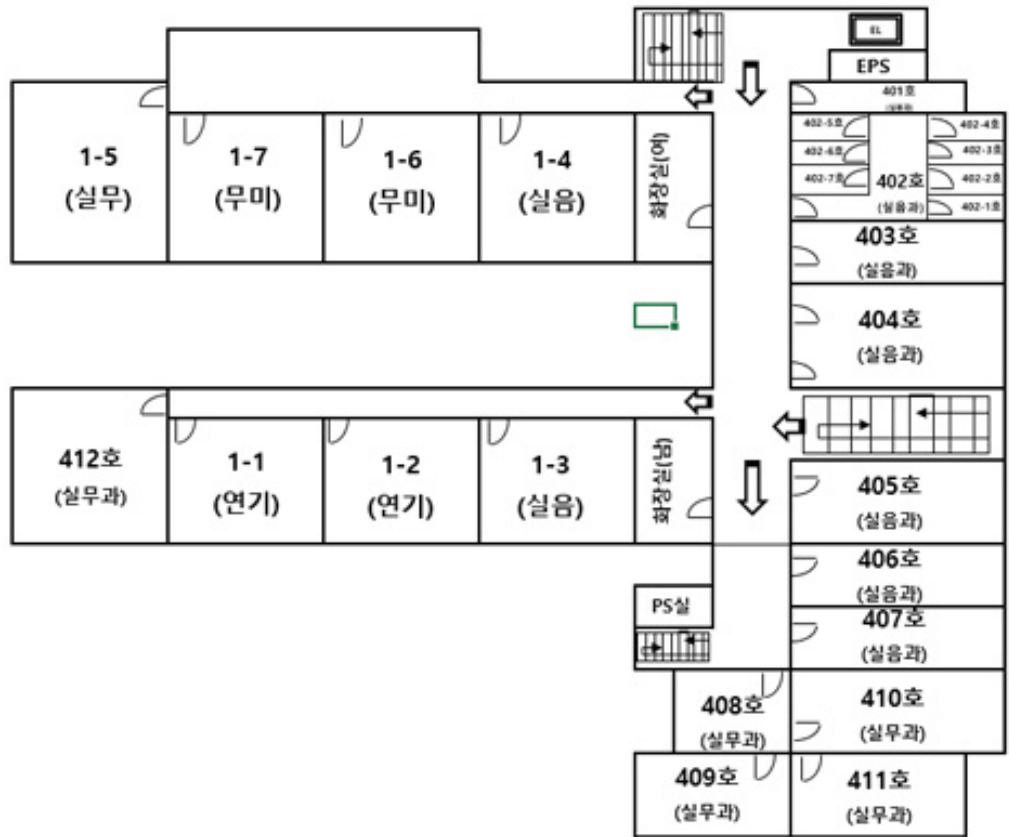 EL
EPS
401호
1-5
(실무)
1-7
(무미)
1-6
(무미)
1-4
(실음)
화장실(여)
402-5호
402-4호
402-6호
402-3호
402-7호
402-2호
402호
(실음과)
402-1호
403호
(실음과)
404호
(실음과)
412호
(실무과)
1-1
(연기)
1-2
(연기)
1-3
(실음)
화장실(남)
405호
(실음과)
406호
(실음과)
PS실
407호
(실음과)
408호
(실무과)
410호
(실무과)
409호
(실무과)
411호
(실무과)